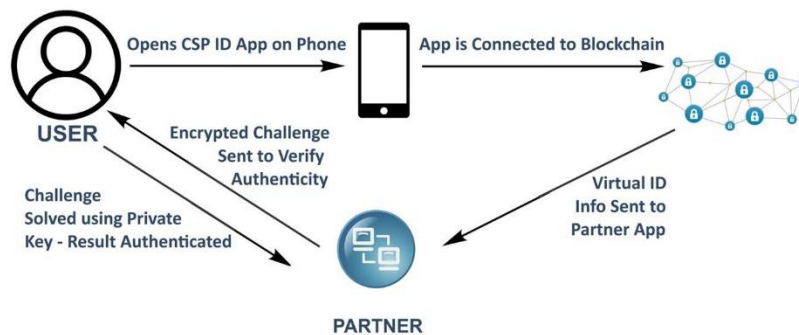 Opens CSP ID App on Phone
App is Connected to Blockchain
USER
Encrypted Challenge
Sent to Verify
Authenticity
Challenge
Solved using Private
Key - Result Authenticated
Virtual ID
Info Sent to
Partner App
PARTNER